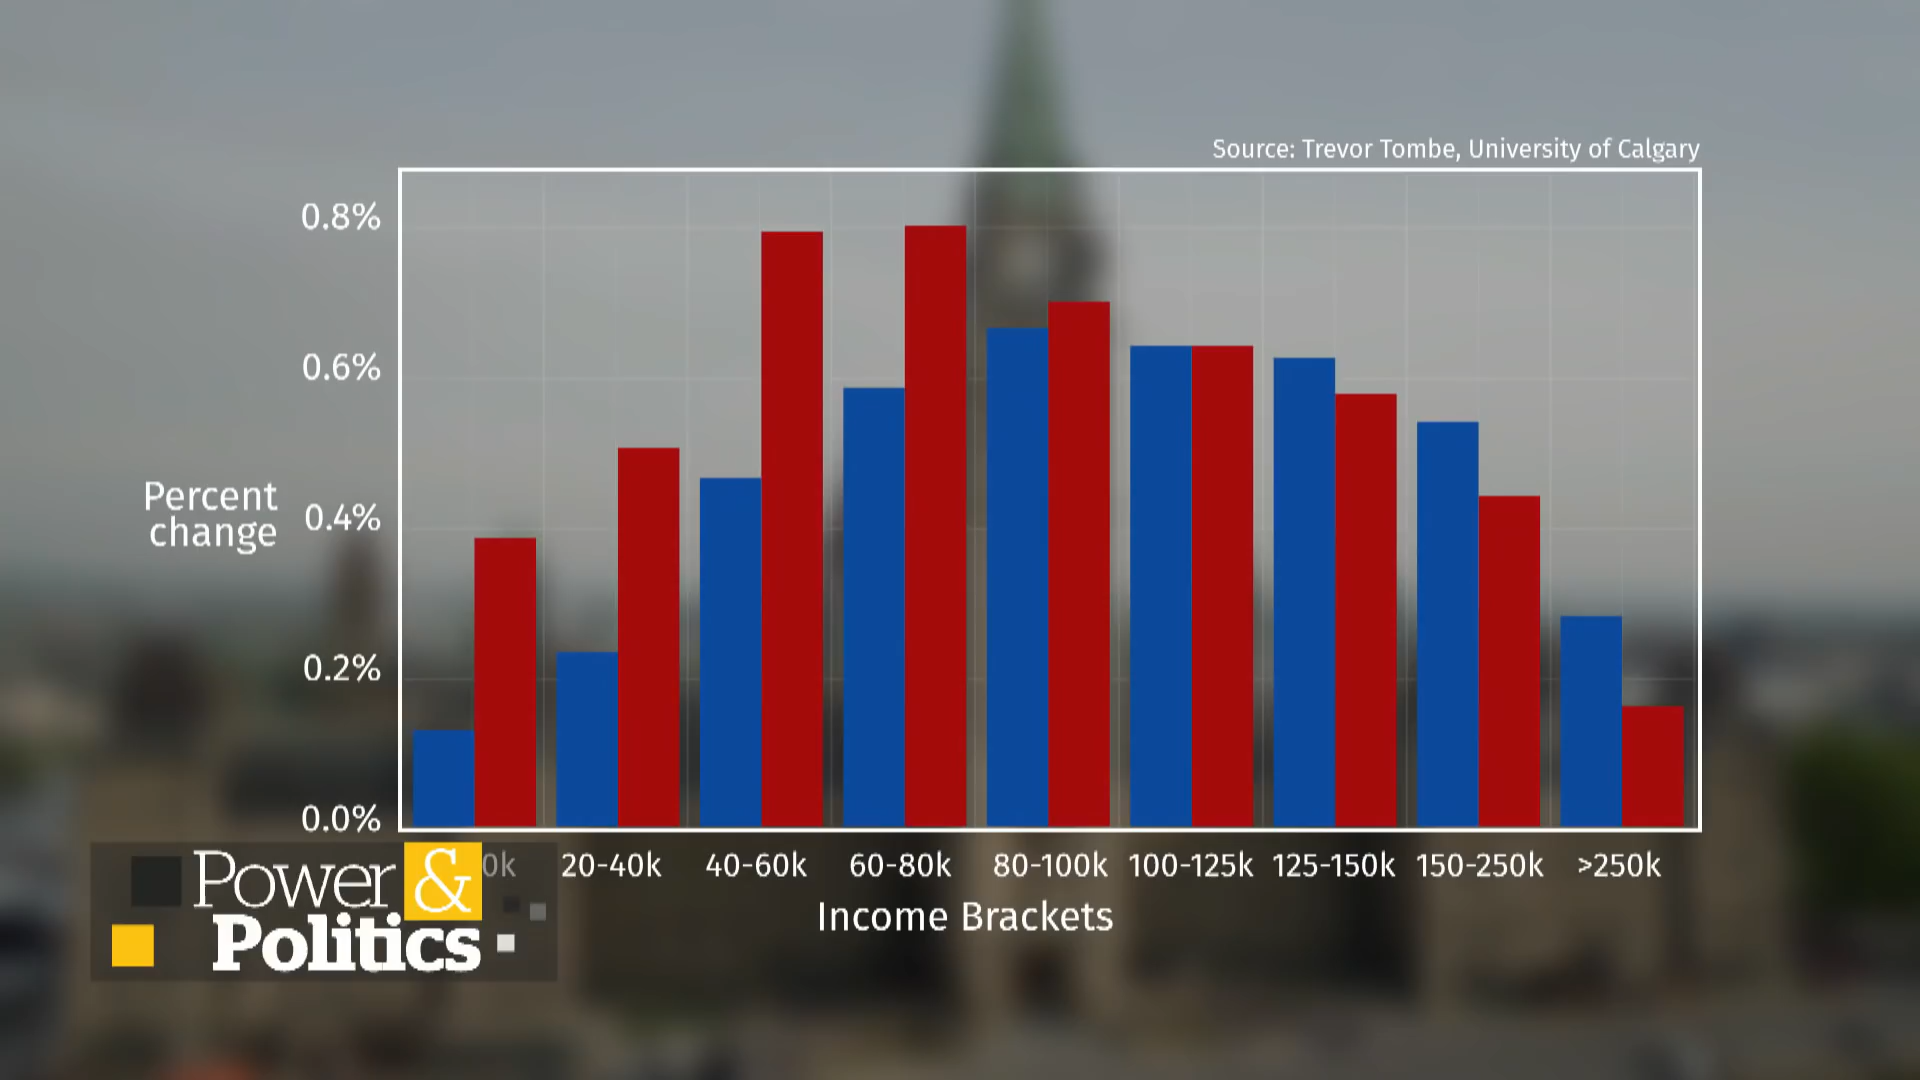 Source: Trevor Tombe, University of Calgary
0.8%
0.6%
Percent
change
0.4%
0.2%
0.0%
20-40k 40-60k 60-80k 80-100k 100-125k 125-150k 150-250k >250k
Income Brackets
Power &
Politics